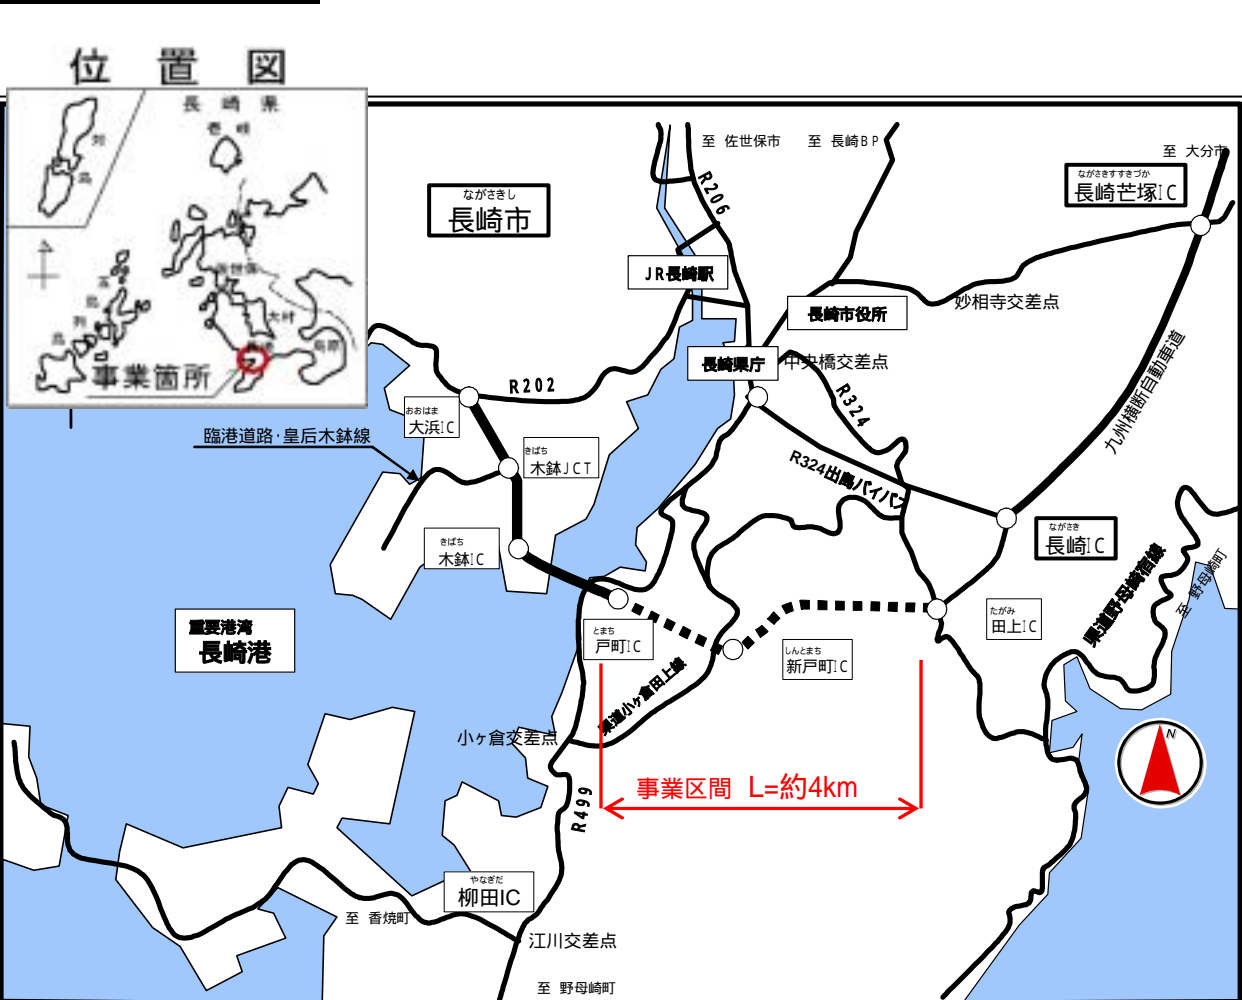 位置図
長崎県
壱岐
列
島
五
島
列
島
佐世保
大村
長崎
島原
事業箇所
至 佐世保市
至 長崎BP
至 大分市
ながさきし
長崎市
R206
ながさきすすきづか
長崎芒塚IC
JR長崎駅
長崎市役所
妙相寺交差点
長崎県庁
中央橋交差点
R202
R324
九州横断自動車道
おおはま
大浜IC
臨港道路・皇后木鉢線
きばち
木鉢JCT
R324出島バイパス
きばち
木鉢IC
ながさき
長崎IC
県道野母崎宿線
至 野母崎町
重要港湾
長崎港
とまち
戸町IC
しんとまち
新戸町IC
たがみ
田上IC
県道小ヶ倉田上線
小ヶ倉交差点
N
事業区間 L=約4km
R499
やなぎだ
柳田IC
至 香焼町
江川交差点
至 野母崎町